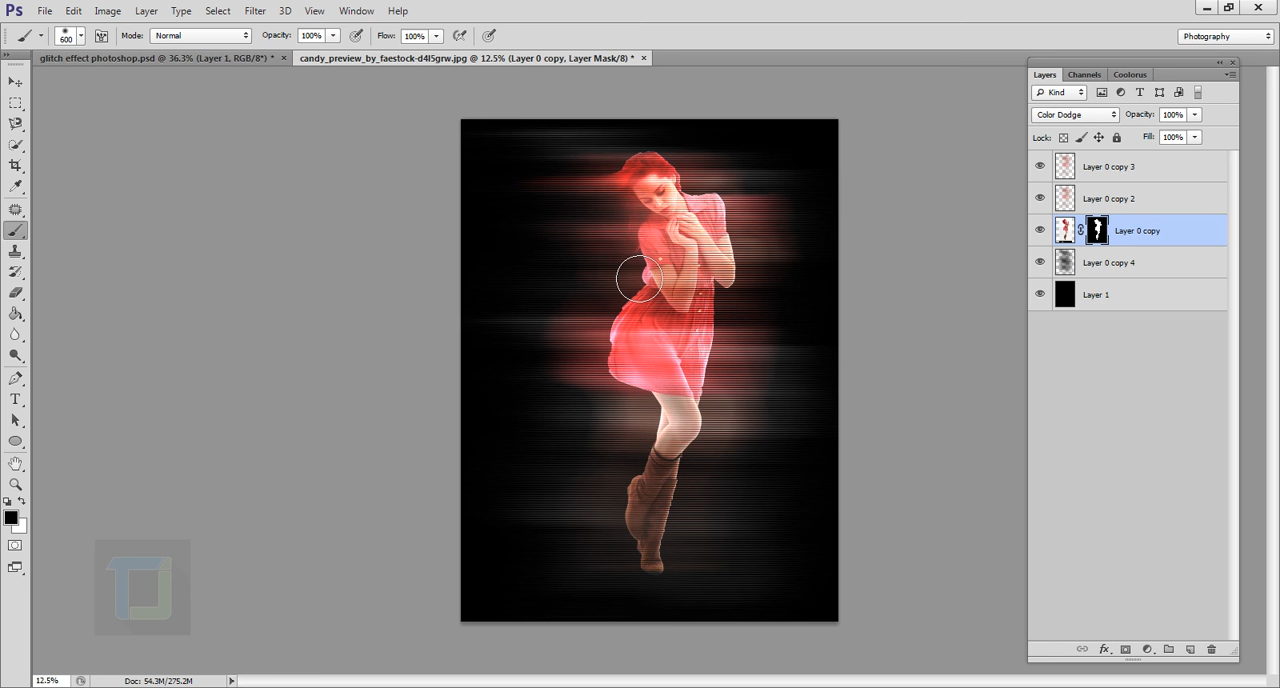 Ps File Edit Image Layer Type Select Filter 3D View Window Help
600 Mode: Normal Opacity: 100% Flow: 100% Photography
glitch effect photoshop.psd @ 36.3% (Layer 1, RGB/8*) * × candy_preview_by_faestock-d4l5grw.jpg @ 12.5% (Layer 0 copy, Layer Mask/8) * ×
Layers Channels Coolorus
Kind
Color Dodge Opacity: 100%
Lock: Fill: 100%
Layer 0 copy 3
Layer 0 copy 2
Layer 0 copy
Layer 0 copy 4
Layer 1
fx
12.5% Doc: 54.3M/275.2M